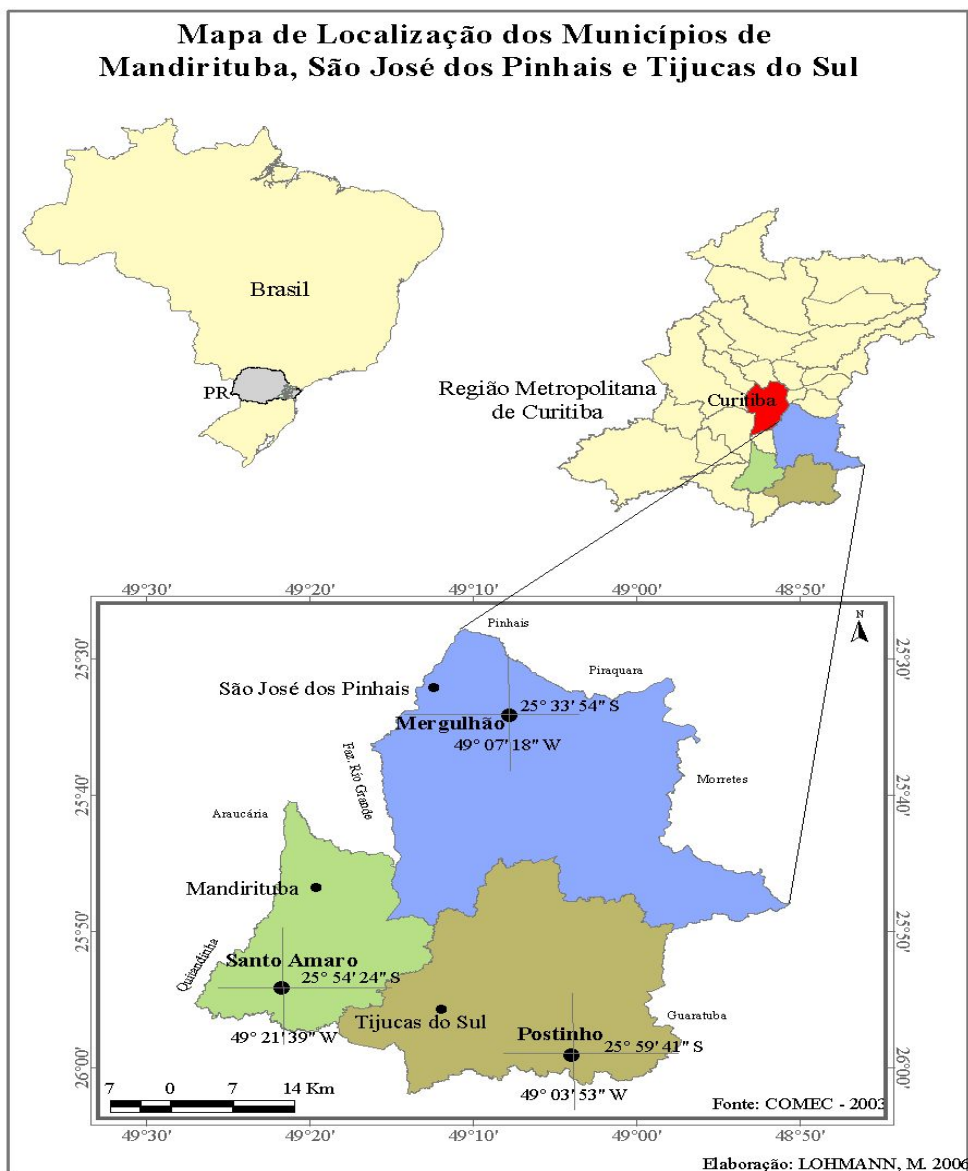 Mapa de Localização dos Municípios de
Mandirituba, São José dos Pinhais e Tijucas do Sul
Brasil
PR
Região Metropolitana
de Curitiba
Curitiba
49° 30' 49° 20' 49° 10' 49° 00' 48° 50'
N
Pinhais
25°30' 25°30'
Piraquara
São José dos Pinhais
25° 33' 54" S
Mergulhão
49° 07' 18" W
Faz. Rio Grande
Morretes
25°40' 25°40'
Araucária
Mandirituba
25°50' 25°50'
Quitandinha
Santo Amaro
25° 54' 24" S
49° 21' 39" W
Tijucas do Sul
Guaratuba
Postinho
25° 59' 41" S
49° 03' 53" W
26°00' 26°00'
7 0 7 14 Km
Fonte: COMEC - 2003
49° 30' 49° 20' 49° 10' 49° 00' 48° 50'
Elaboração: LOHMANN, M. 2006